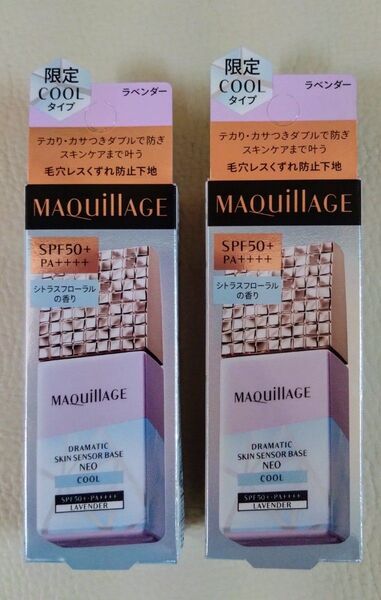 限定
COOL
タイプ
ラベンダー
テカリ・カサつきダブルで防ぎ
スキンケアまで叶う
毛穴レスくずれ防止下地
MAQuillAGE
SPF50+
PA++++
シトラスフローラル
の香り
MAQuillAGE
DRAMATIC
SKIN SENSOR BASE
NEO
COOL
SPF50+・PA++++
LAVENDER
限定
COOL
タイプ
ラベンダー
テカリ・カサつきダブルで防ぎ
スキンケアまで叶う
毛穴レスくずれ防止下地
MAQuillAGE
SPF50+
PA++++
シトラスフローラル
の香り
MAQuillAGE
DRAMATIC
SKIN SENSOR BASE
NEO
COOL
SPF50+・PA++++
LAVENDER